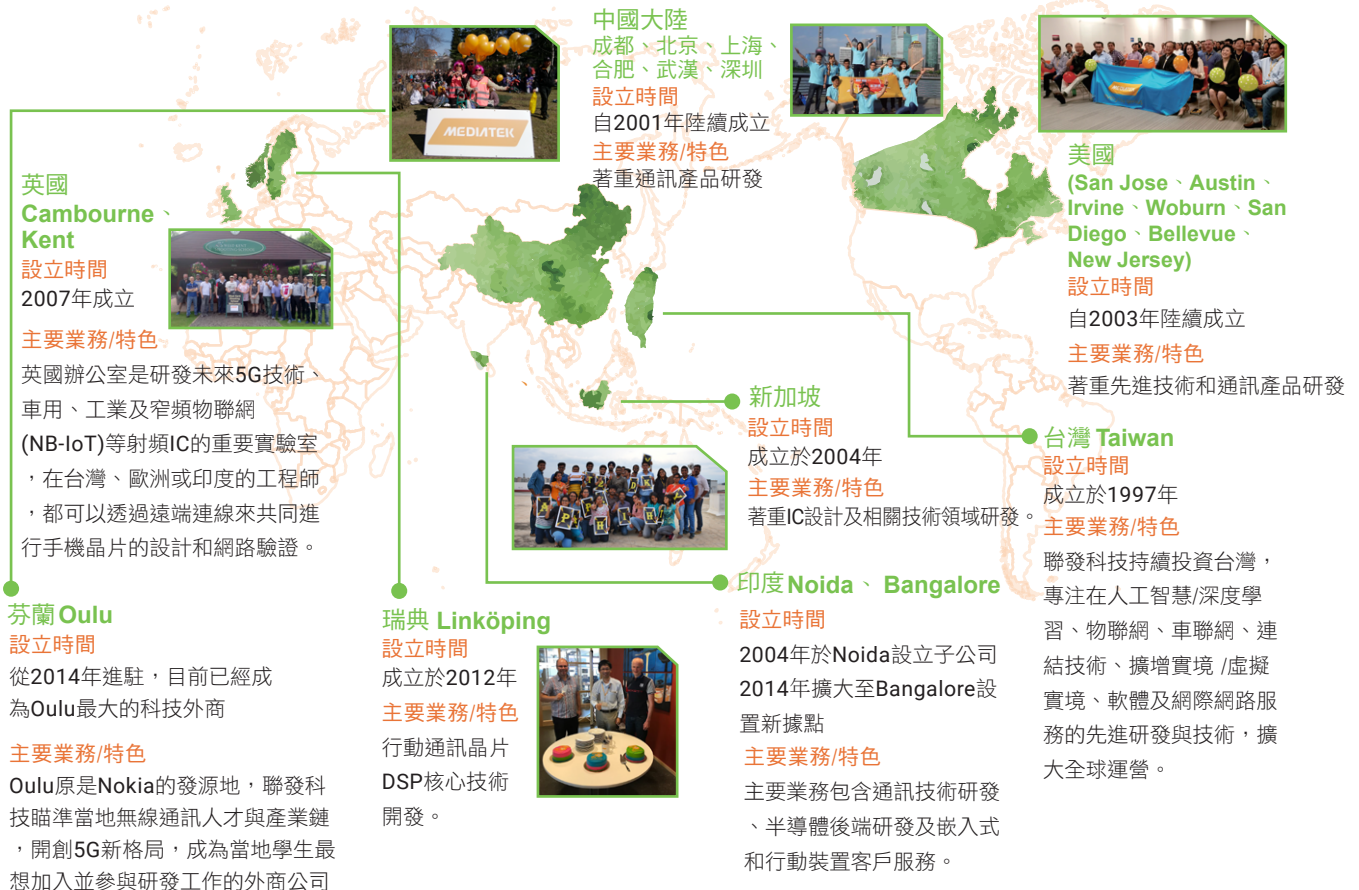 中國大陸
成都、北京、上海、
合肥、武漢、深圳
設立時間
自2001年陸續成立
主要業務/特色
著重通訊產品研發
MEDIATEK
美國
(San Jose、Austin、
Irvine、Woburn、San
Diego、Bellevue、
New Jersey)
設立時間
自2003年陸續成立
主要業務/特色
著重先進技術和通訊產品研發
英國
Cambourne、
Kent
設立時間
2007年成立
主要業務/特色
英國辦公室是研發未來5G技術、
車用、工業及窄頻物聯網
(NB-IoT)等射頻IC的重要實驗室
,在台灣、歐洲或印度的工程師
,都可以透過遠端連線來共同進
行手機晶片的設計和網路驗證。
新加坡
設立時間
成立於2004年
主要業務/特色
著重IC設計及相關技術領域研發。
台灣 Taiwan
設立時間
成立於1997年
主要業務/特色
聯發科技持續投資台灣,
專注在人工智慧/深度學
習、物聯網、車聯網、連
結技術、擴增實境 /虛擬
實境、軟體及網際網路服
務的先進研發與技術,擴
大全球運營。
芬蘭 Oulu
設立時間
從2014年進駐,目前已經成
為Oulu最大的科技外商
主要業務/特色
Oulu原是Nokia的發源地,聯發科
技瞄準當地無線通訊人才與產業鏈
,開創5G新格局,成為當地學生最
想加入並參與研發工作的外商公司
瑞典 Linköping
設立時間
成立於2012年
主要業務/特色
行動通訊晶片
DSP核心技術
開發。
印度 Noida、 Bangalore
設立時間
2004年於Noida設立子公司
2014年擴大至Bangalore設
置新據點
主要業務/特色
主要業務包含通訊技術研發
、半導體後端研發及嵌入式
和行動裝置客戶服務。